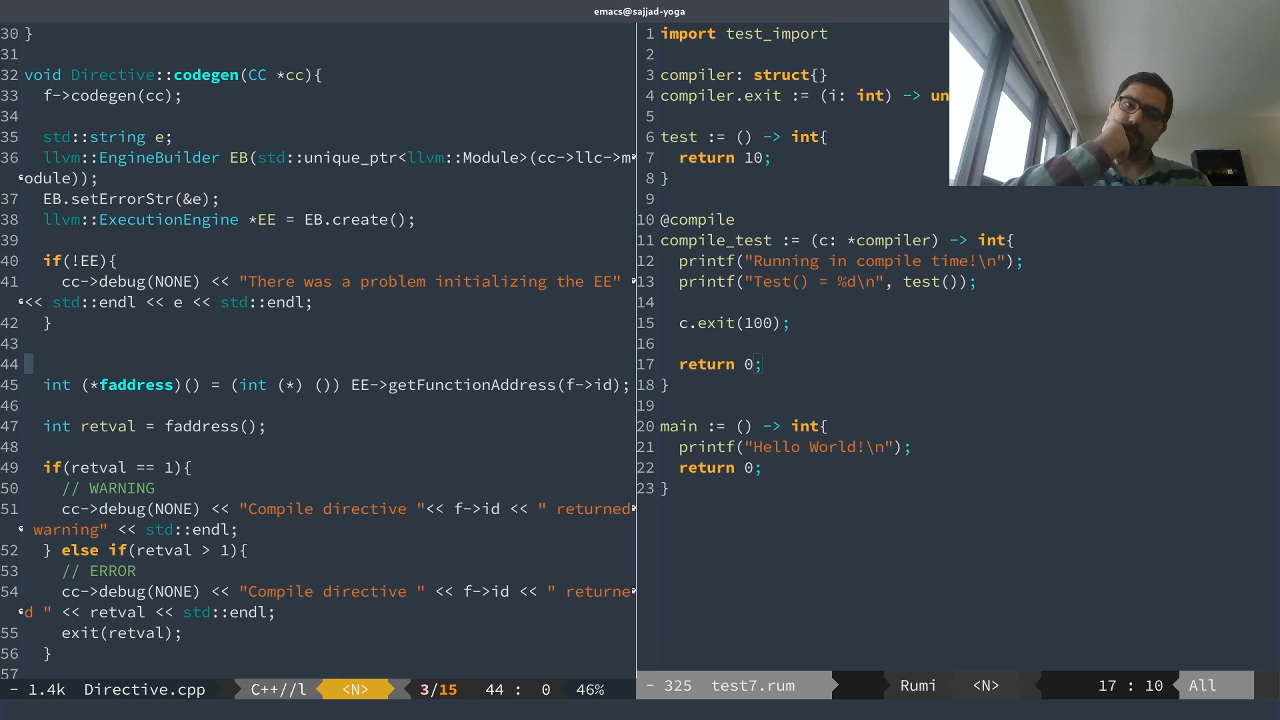 emacs@sajjad-yoga
30 }
31
32 void Directive::codegen(CC *cc){
33   f->codegen(cc);
34
35   std::string e;
36   llvm::EngineBuilder EB(std::unique_ptr<llvm::Module>(cc->llc->m
odule));
37   EB.setErrorStr(&e);
38   llvm::ExecutionEngine *EE = EB.create();
39
40   if(!EE){
41     cc->debug(NONE) << "There was a problem initializing the EE"
<< std::endl << e << std::endl;
42   }
43
44
45   int (*faddress)() = (int (*) ()) EE->getFunctionAddress(f->id);
46
47   int retval = faddress();
48
49   if(retval == 1){
50     // WARNING
51     cc->debug(NONE) << "Compile directive "<< f->id << " returned
 warning" << std::endl;
52   } else if(retval > 1){
53     // ERROR
54     cc->debug(NONE) << "Compile directive " << f->id << " returne
d " << retval << std::endl;
55     exit(retval);
56   }
57
- 1.4k Directive.cpp C++//l <N> 3/15 44 : 0 46%
1 import test_import
2
3 compiler: struct{}
4 compiler.exit := (i: int) -> un
5
6 test := () -> int{
7   return 10;
8 }
9
10 @compile
11 compile_test := (c: *compiler) -> int{
12   printf("Running in compile time!\n");
13   printf("Test() = %d\n", test());
14
15   c.exit(100);
16
17   return 0;
18 }
19
20 main := () -> int{
21   printf("Hello World!\n");
22   return 0;
23 }
- 325 test7.rum Rumi <N> 17 : 10 All